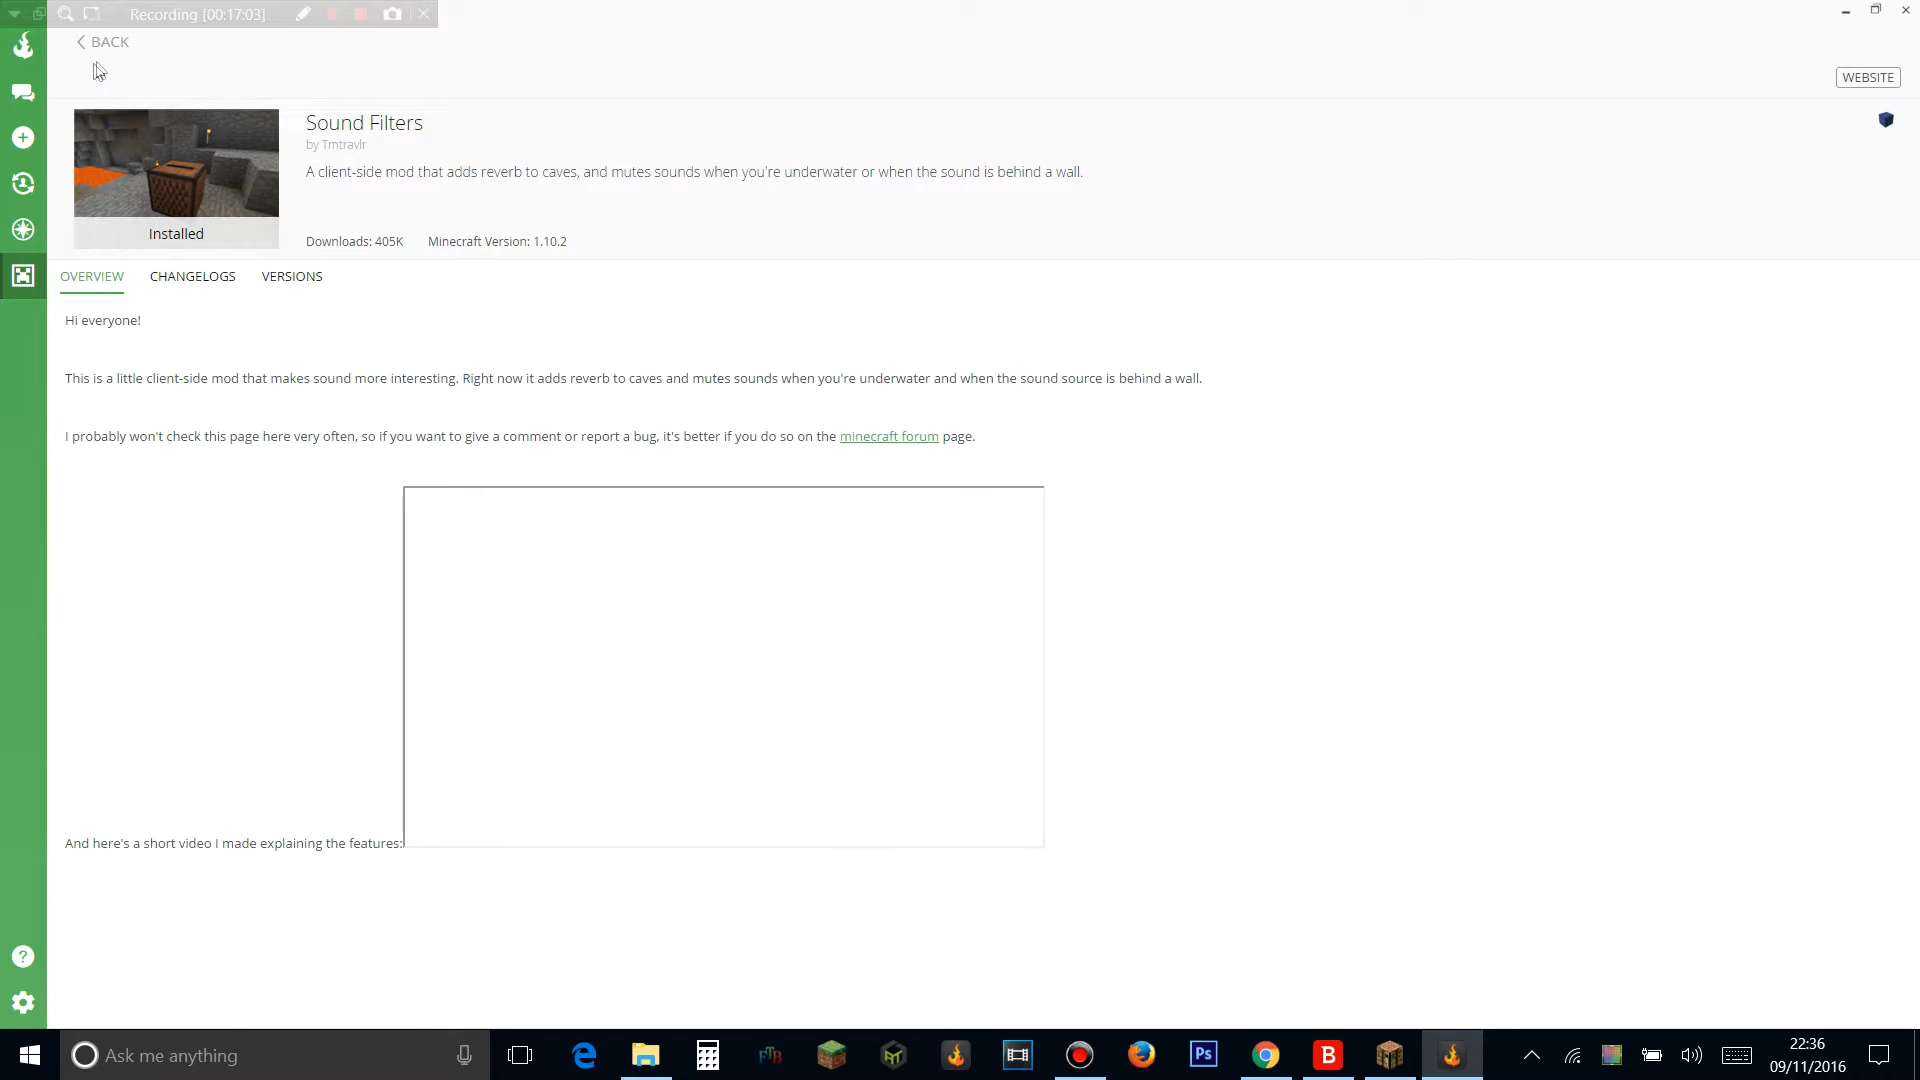 Recording [00:17:03]
BACK
WEBSITE
Sound Filters
by Tmtravlr
A client-side mod that adds reverb to caves, and mutes sounds when you're underwater or when the sound is behind a wall.
Installed
Downloads: 405K Minecraft Version: 1.10.2
OVERVIEW CHANGELOGS VERSIONS
Hi everyone!
This is a little client-side mod that makes sound more interesting. Right now it adds reverb to caves and mutes sounds when you're underwater and when the sound source is behind a wall.
I probably won't check this page here very often, so if you want to give a comment or report a bug, it's better if you do so on the minecraft forum page.
And here's a short video I made explaining the features:
Ask me anything
FTB
Ps
B
22:36
09/11/2016